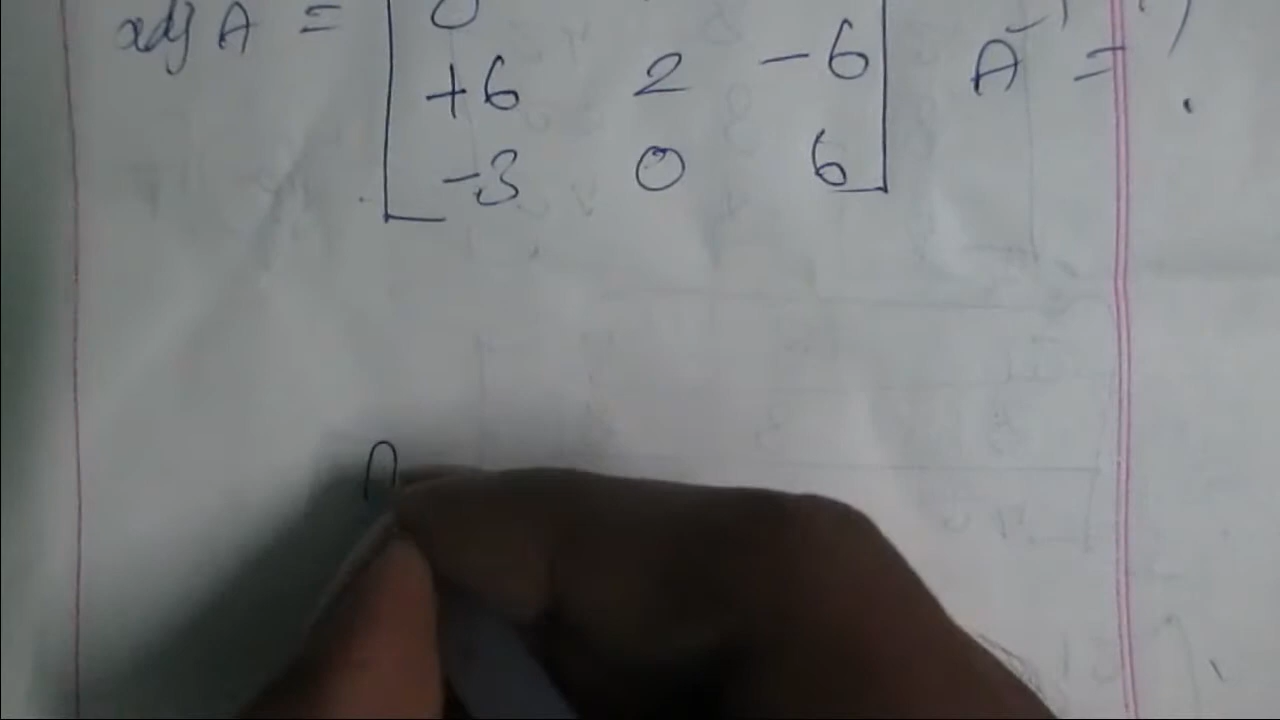 adj A = [ 0
+6 2 -6 A⁻¹ = ?
-3 0 6 ]
A